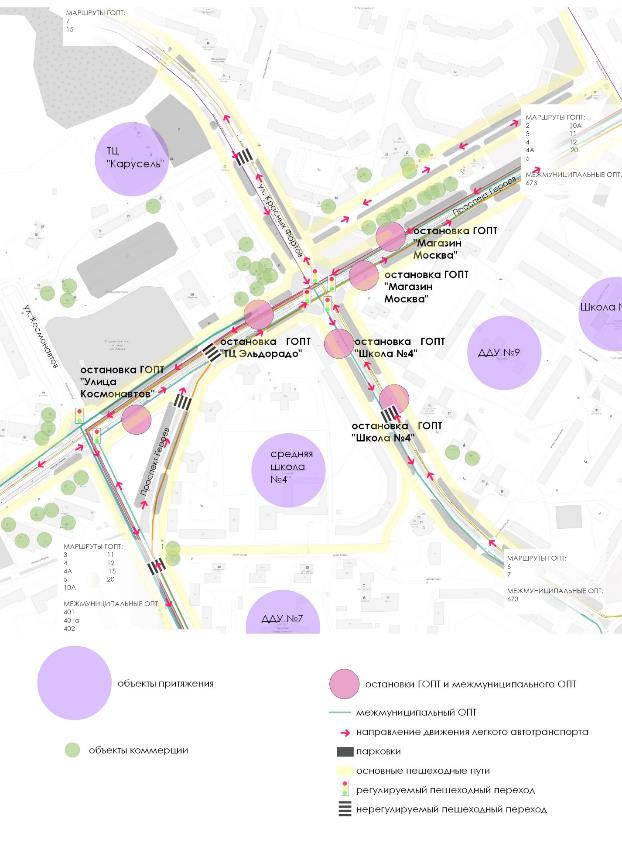 МАРШРУТЫ ГОПТ:
7
15
МАРШРУТЫ ГОПТ:
2 10А
3 11
4 12
4А 20
5
МЕЖМУНИЦИПАЛЬНЫЕ ОПТ:
673
ТЦ
"Карусель"
ул. Красных Фортов
Проспект Героев
остановка ГОПТ
"Магазин
Москва"
остановка ГОПТ
"Магазин
Москва"
Школа №
ул. Космонавтов
остановка ГОПТ
"ТЦ Эльдорадо"
остановка ГОПТ
"Школа №4"
ДДУ №9
остановка ГОПТ
"Улица
Космонавтов"
остановка ГОПТ
"Школа №4"
Проспект Героев
средняя
школа
№4
МАРШРУТЫ ГОПТ:
3 11
4 12
4А 15
5 20
10А
МЕЖМУНИЦИПАЛЬНЫЕ ОПТ:
401
401а
402
МАРШРУТЫ ГОПТ:
6
7
МЕЖМУНИЦИПАЛЬНЫЕ ОПТ:
673
ДДУ №7
объекты притяжения
объекты коммерции
остановки ГОПТ и межмуниципального ОПТ
межмуниципальный ОПТ
направление движения легкого автотранспорта
парковки
основные пешеходные пути
регулируемый пешеходный переход
нерегулируемый пешеходный переход